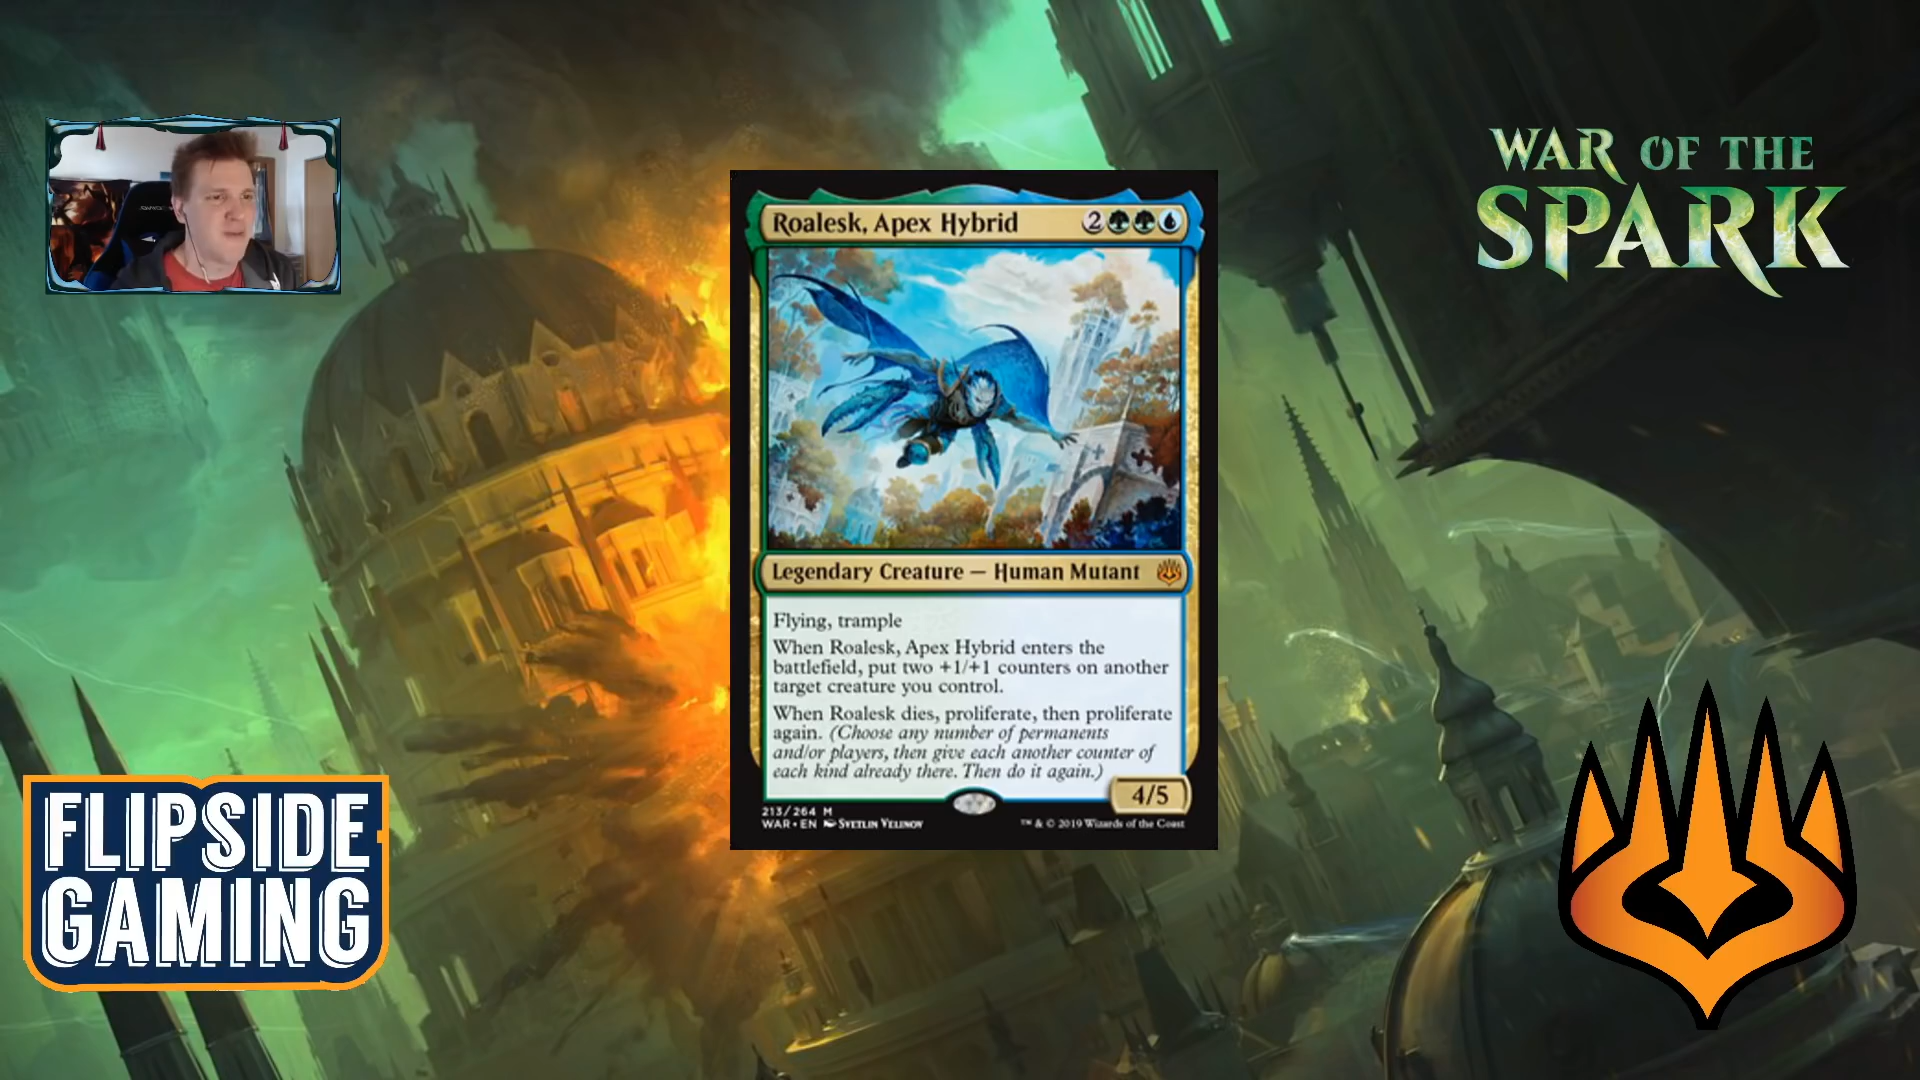 WAR OF THE
SPARK
Roalesk, Apex Hybrid 2
Legendary Creature — Human Mutant
Flying, trample
When Roalesk, Apex Hybrid enters the
battlefield, put two +1/+1 counters on another
target creature you control.
When Roalesk dies, proliferate, then proliferate
again. (Choose any number of permanents
and/or players, then give each another counter of
each kind already there. Then do it again.)
4/5
213/264 M
WAR • EN Svetlin Velinov
™ & © 2019 Wizards of the Coast
FLIPSIDE
GAMING